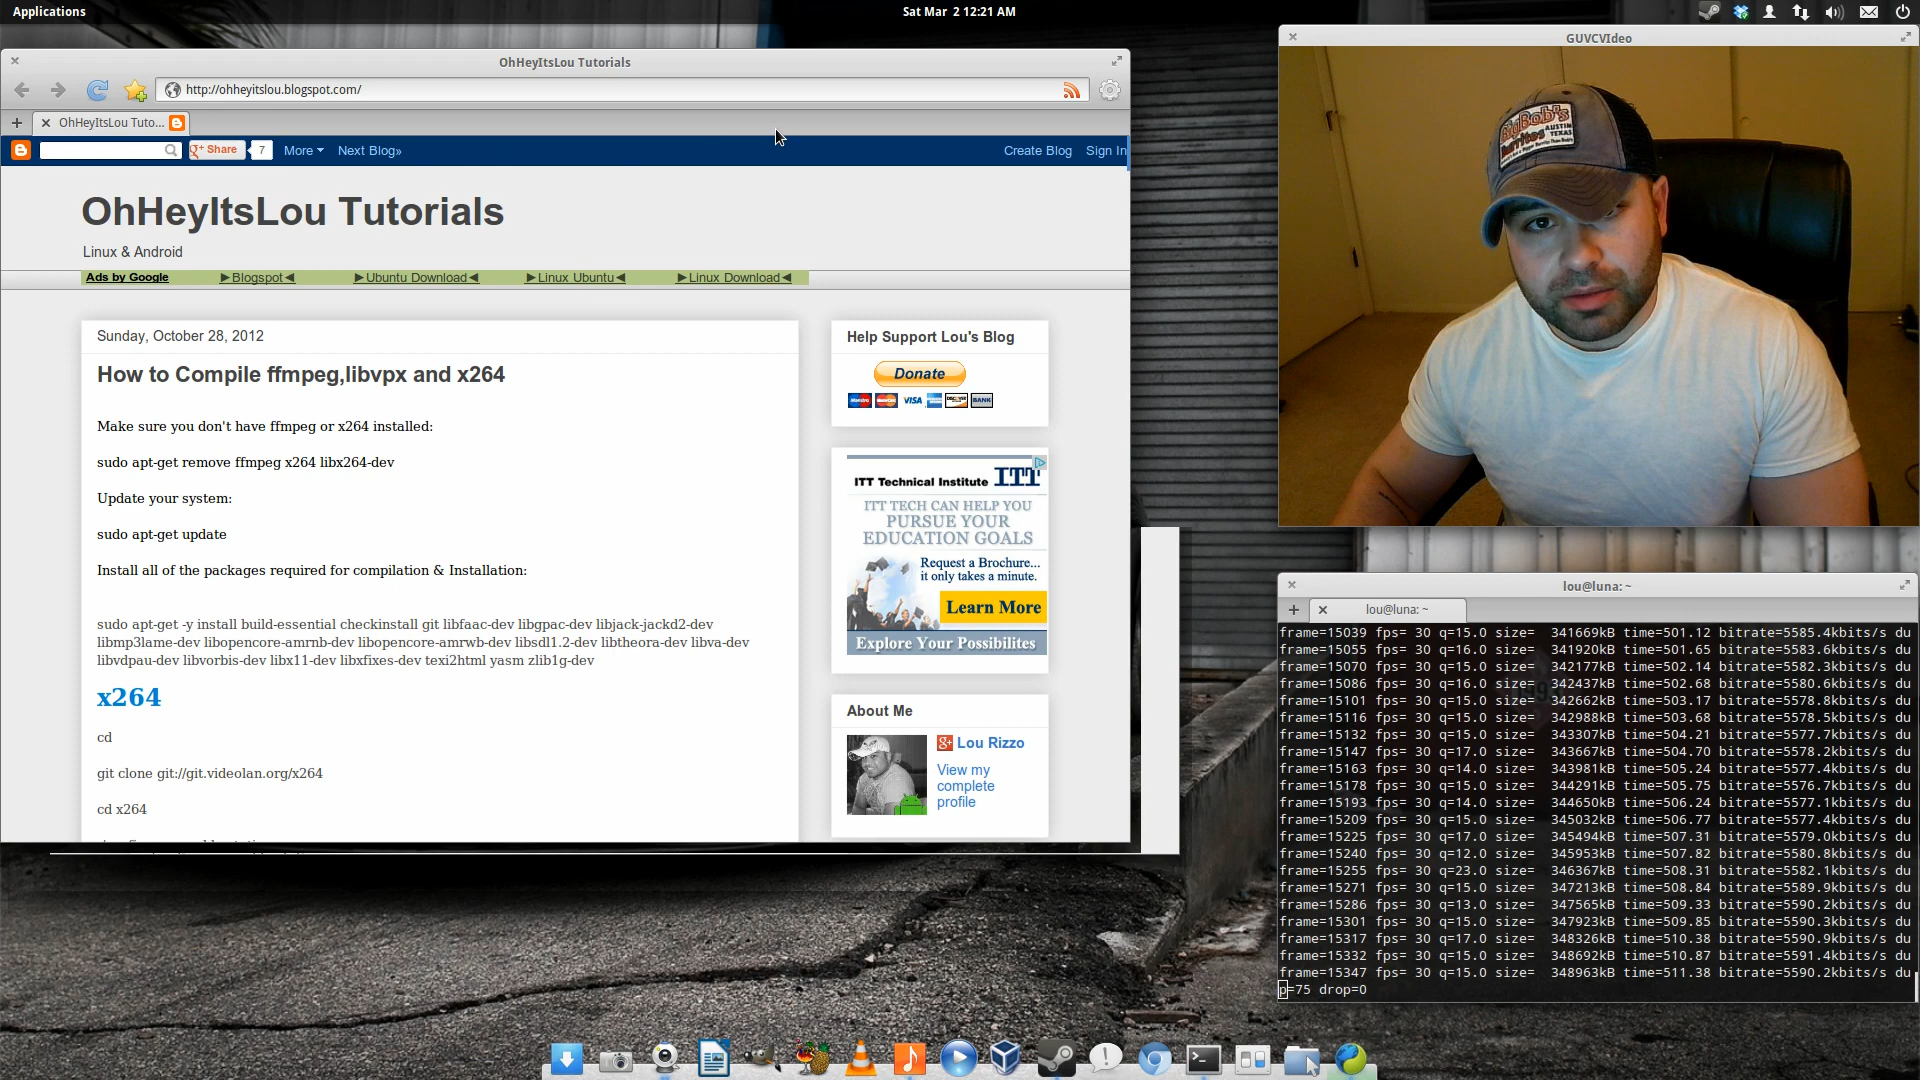 Applications
Sat Mar 2 12:21 AM
OhHeyItsLou Tutorials
http://ohheyitslou.blogspot.com/
OhHeyItsLou Tuto...
g+ Share
7
More
Next Blog»
Create Blog
Sign In
OhHeyItsLou Tutorials
Linux & Android
Ads by Google
▶Blogspot◀
▶Ubuntu Download◀
▶Linux Ubuntu◀
▶Linux Download◀
Sunday, October 28, 2012
How to Compile ffmpeg,libvpx and x264
Make sure you don't have ffmpeg or x264 installed:
sudo apt-get remove ffmpeg x264 libx264-dev
Update your system:
sudo apt-get update
Install all of the packages required for compilation & Installation:
sudo apt-get -y install build-essential checkinstall git libfaac-dev libgpac-dev libjack-jackd2-dev
libmp3lame-dev libopencore-amrnb-dev libopencore-amrwb-dev libsdl1.2-dev libtheora-dev libva-dev
libvdpau-dev libvorbis-dev libx11-dev libxfixes-dev texi2html yasm zlib1g-dev
x264
cd
git clone git://git.videolan.org/x264
cd x264
Help Support Lou's Blog
Donate
VISA
BANK
ITT Technical Institute ITT
ITT TECH CAN HELP YOU
PURSUE YOUR
EDUCATION GOALS
Request a Brochure...
it only takes a minute.
Learn More
Explore Your Possibilites
About Me
g+ Lou Rizzo
View my
complete
profile
GUVCVIdeo
BigBob's
Burritos
AUSTIN
TEXAS
lou@luna: ~
lou@luna: ~
frame=15039 fps= 30 q=15.0 size=  341669kB time=501.12 bitrate=5585.4kbits/s du
frame=15055 fps= 30 q=16.0 size=  341920kB time=501.65 bitrate=5583.6kbits/s du
frame=15070 fps= 30 q=15.0 size=  342177kB time=502.14 bitrate=5582.3kbits/s du
frame=15086 fps= 30 q=16.0 size=  342437kB time=502.68 bitrate=5580.6kbits/s du
frame=15101 fps= 30 q=15.0 size=  342662kB time=503.17 bitrate=5578.8kbits/s du
frame=15116 fps= 30 q=15.0 size=  342988kB time=503.68 bitrate=5578.5kbits/s du
frame=15132 fps= 30 q=15.0 size=  343307kB time=504.21 bitrate=5577.7kbits/s du
frame=15147 fps= 30 q=17.0 size=  343667kB time=504.70 bitrate=5578.2kbits/s du
frame=15163 fps= 30 q=14.0 size=  343981kB time=505.24 bitrate=5577.4kbits/s du
frame=15178 fps= 30 q=15.0 size=  344291kB time=505.75 bitrate=5576.7kbits/s du
frame=15193 fps= 30 q=14.0 size=  344650kB time=506.24 bitrate=5577.1kbits/s du
frame=15209 fps= 30 q=15.0 size=  345032kB time=506.77 bitrate=5577.4kbits/s du
frame=15225 fps= 30 q=17.0 size=  345494kB time=507.31 bitrate=5579.0kbits/s du
frame=15240 fps= 30 q=12.0 size=  345953kB time=507.82 bitrate=5580.8kbits/s du
frame=15255 fps= 30 q=23.0 size=  346367kB time=508.31 bitrate=5582.1kbits/s du
frame=15271 fps= 30 q=15.0 size=  347213kB time=508.84 bitrate=5589.9kbits/s du
frame=15286 fps= 30 q=13.0 size=  347565kB time=509.33 bitrate=5590.2kbits/s du
frame=15301 fps= 30 q=15.0 size=  347923kB time=509.85 bitrate=5590.3kbits/s du
frame=15317 fps= 30 q=17.0 size=  348326kB time=510.38 bitrate=5590.9kbits/s du
frame=15332 fps= 30 q=15.0 size=  348692kB time=510.87 bitrate=5591.4kbits/s du
frame=15347 fps= 30 q=15.0 size=  348963kB time=511.38 bitrate=5590.2kbits/s du
p=75 drop=0